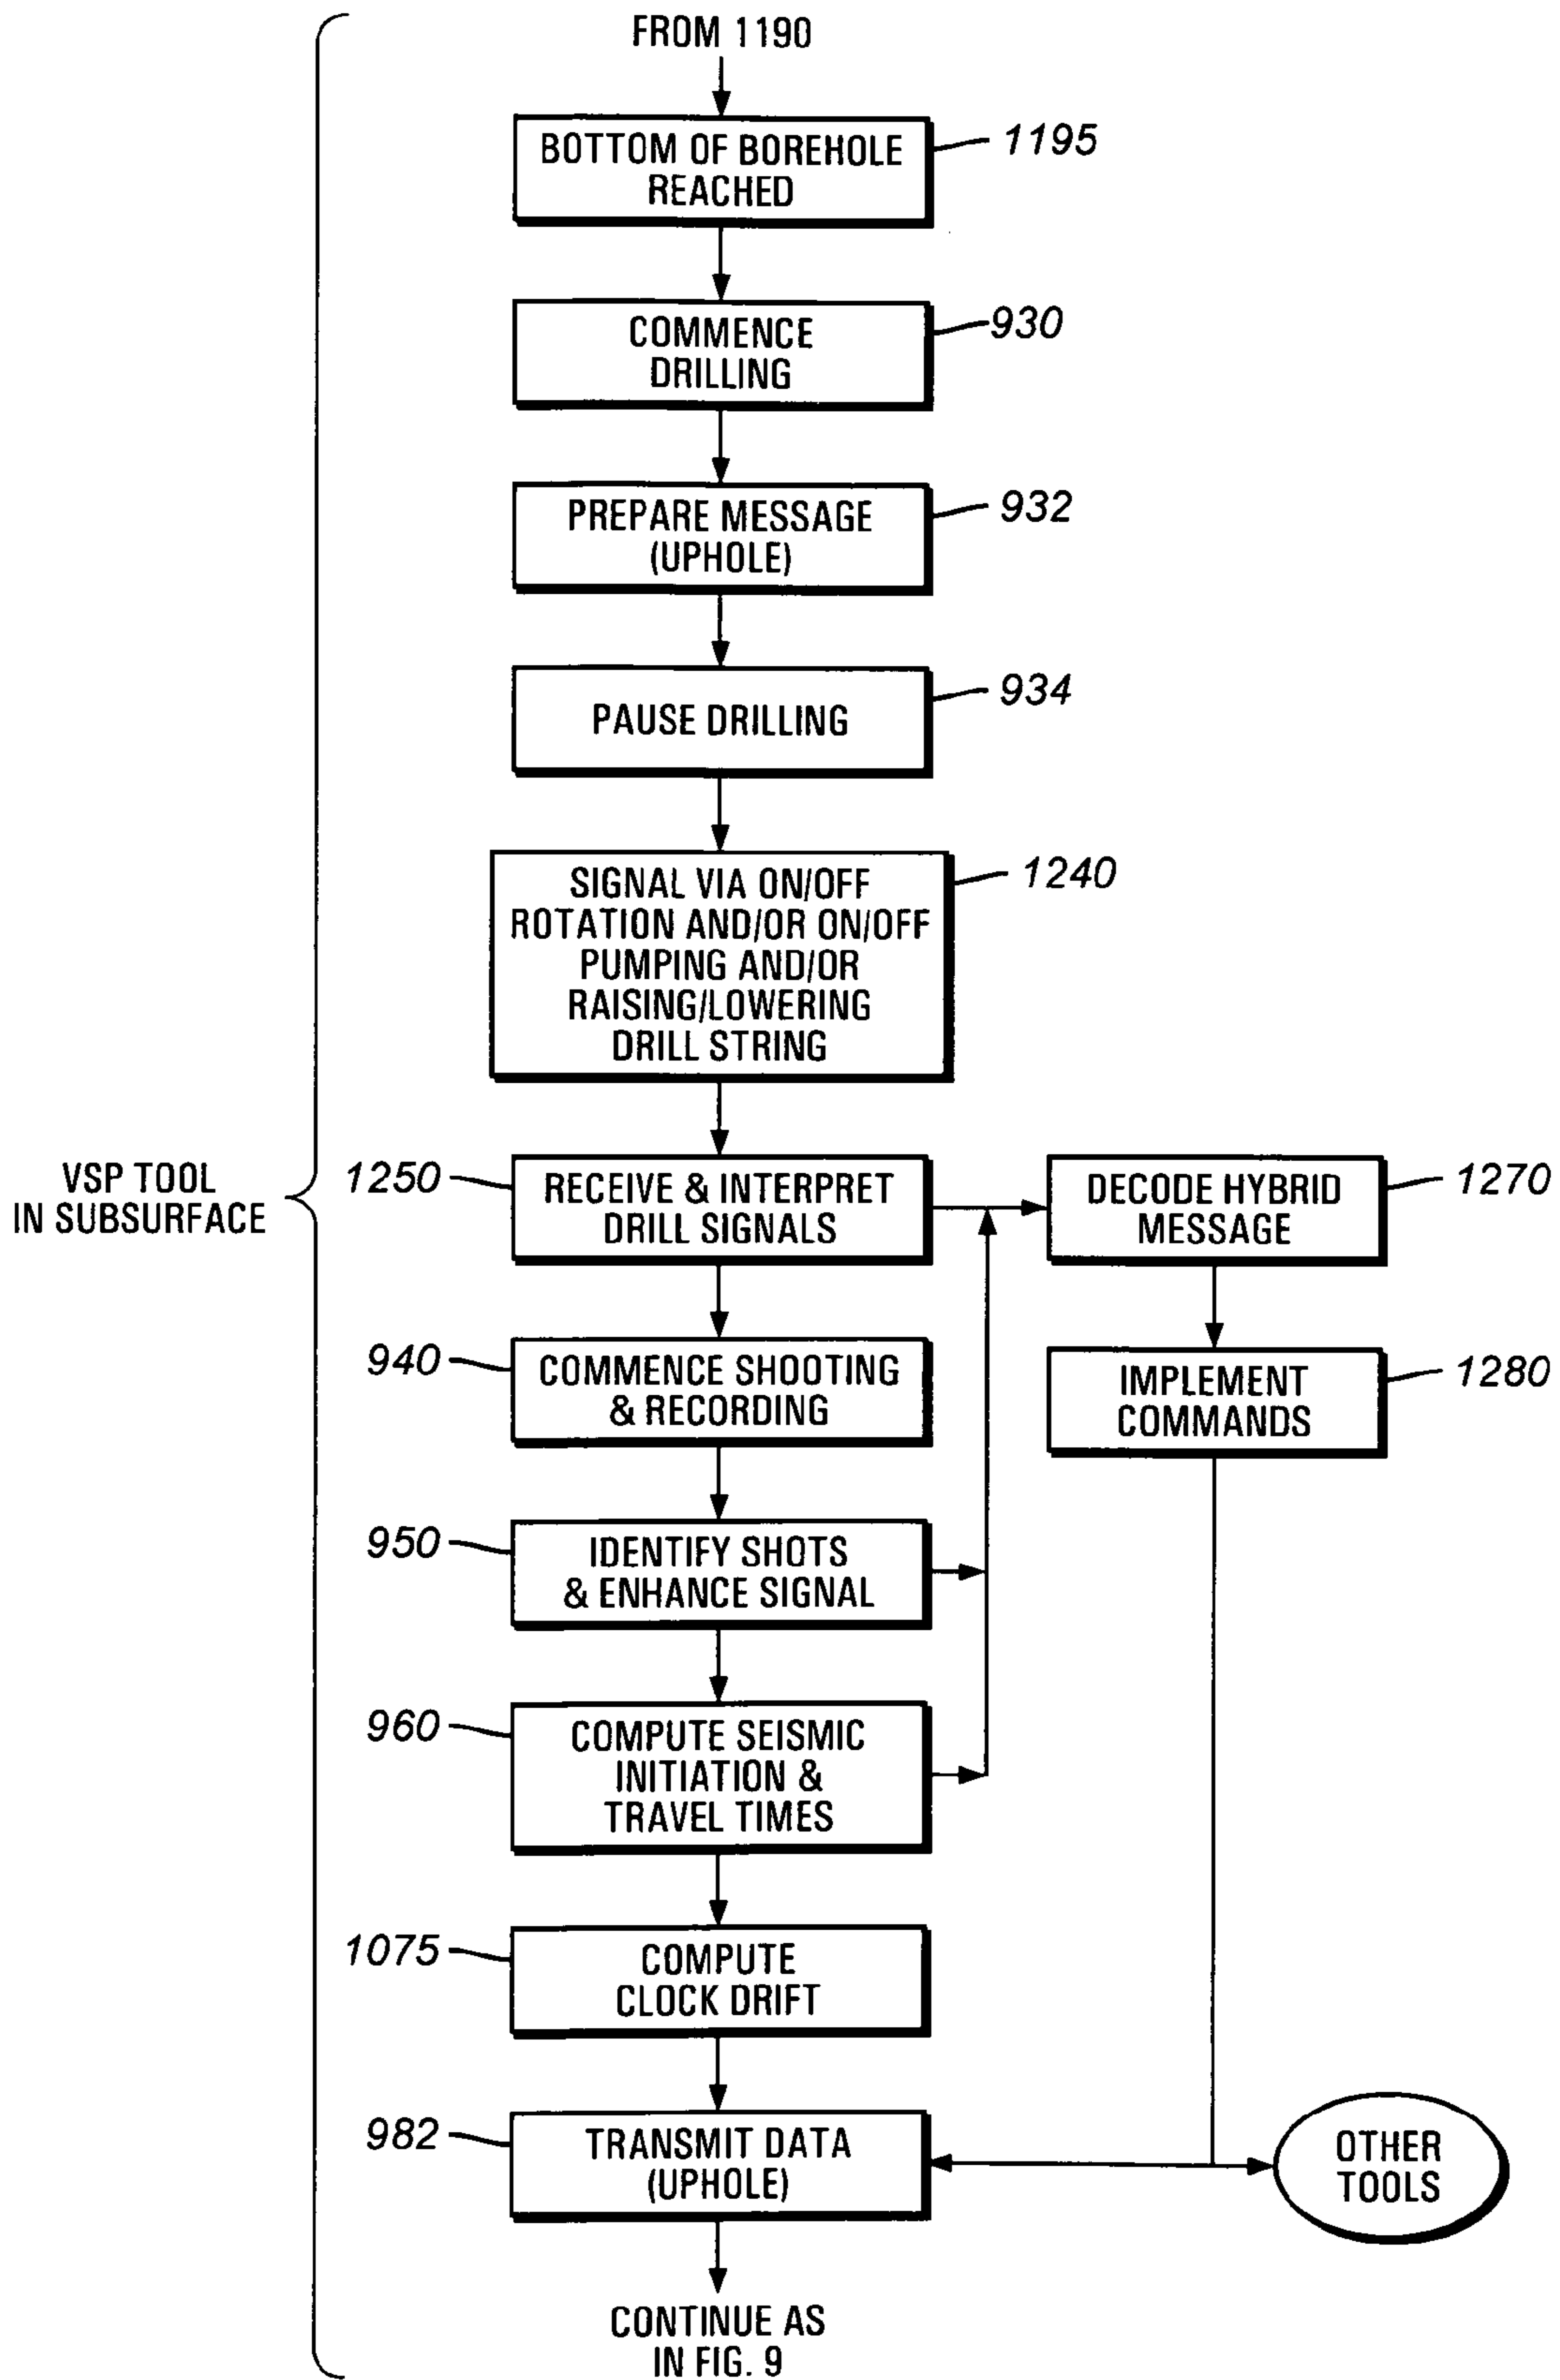 FROM 1190
BOTTOM OF BOREHOLE
REACHED
1195
COMMENCE
DRILLING
930
PREPARE MESSAGE
(UPHOLE)
932
PAUSE DRILLING
934
SIGNAL VIA ON/OFF
ROTATION AND/OR ON/OFF
PUMPING AND/OR
RAISING/LOWERING
DRILL STRING
1240
VSP TOOL
IN SUBSURFACE
1250
RECEIVE & INTERPRET
DRILL SIGNALS
DECODE HYBRID
MESSAGE
1270
940
COMMENCE SHOOTING
& RECORDING
IMPLEMENT
COMMANDS
1280
950
IDENTIFY SHOTS
& ENHANCE SIGNAL
960
COMPUTE SEISMIC
INITIATION &
TRAVEL TIMES
1075
COMPUTE
CLOCK DRIFT
982
TRANSMIT DATA
(UPHOLE)
OTHER
TOOLS
CONTINUE AS
IN FIG. 9